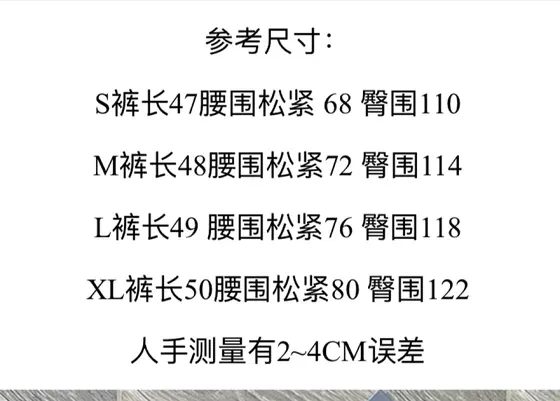 参考尺寸：
S裤长47腰围松紧 68 臀围110
M裤长48腰围松紧72 臀围114
L裤长49 腰围松紧76 臀围118
XL裤长50腰围松紧80 臀围122
人手测量有2~4CM误差